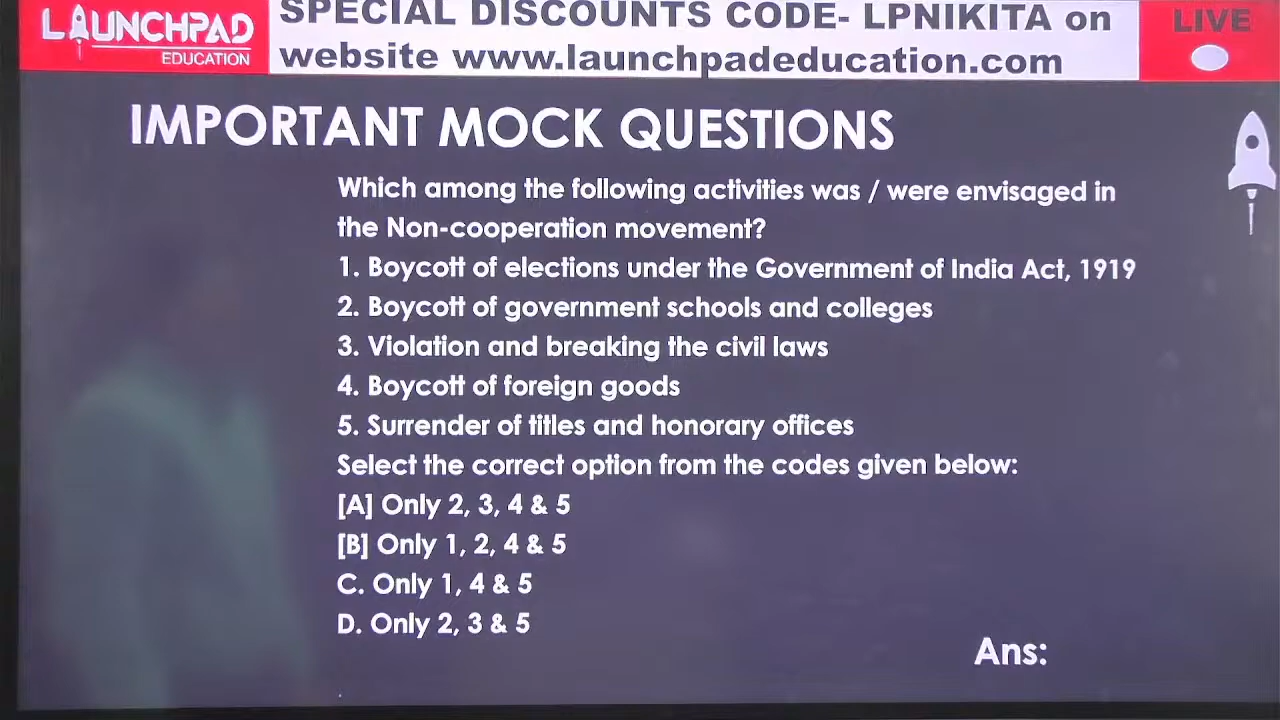 LAUNCHPAD
EDUCATION
SPECIAL DISCOUNTS CODE- LPNIKITA on
website www.launchpadeducation.com
LIVE
IMPORTANT MOCK QUESTIONS
Which among the following activities was / were envisaged in
the Non-cooperation movement?
1. Boycott of elections under the Government of India Act, 1919
2. Boycott of government schools and colleges
3. Violation and breaking the civil laws
4. Boycott of foreign goods
5. Surrender of titles and honorary offices
Select the correct option from the codes given below:
[A] Only 2, 3, 4 & 5
[B] Only 1, 2, 4 & 5
C. Only 1, 4 & 5
D. Only 2, 3 & 5
Ans: